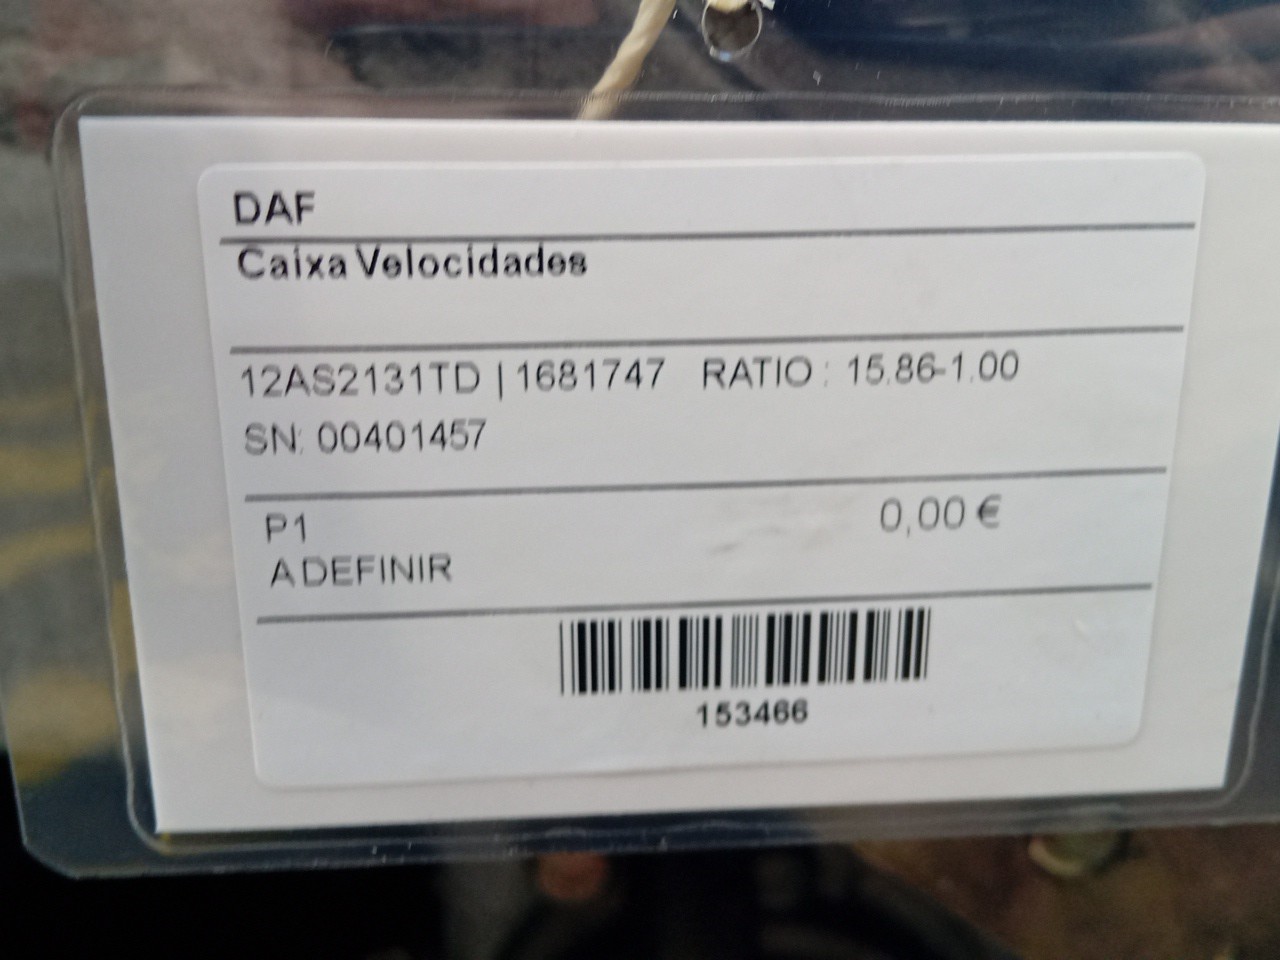 DAF
Caixa Velocidades
12AS2131TD | 1681747 RATIO : 15.86-1.00
SN: 00401457
P1 0,00 €
A DEFINIR
153466